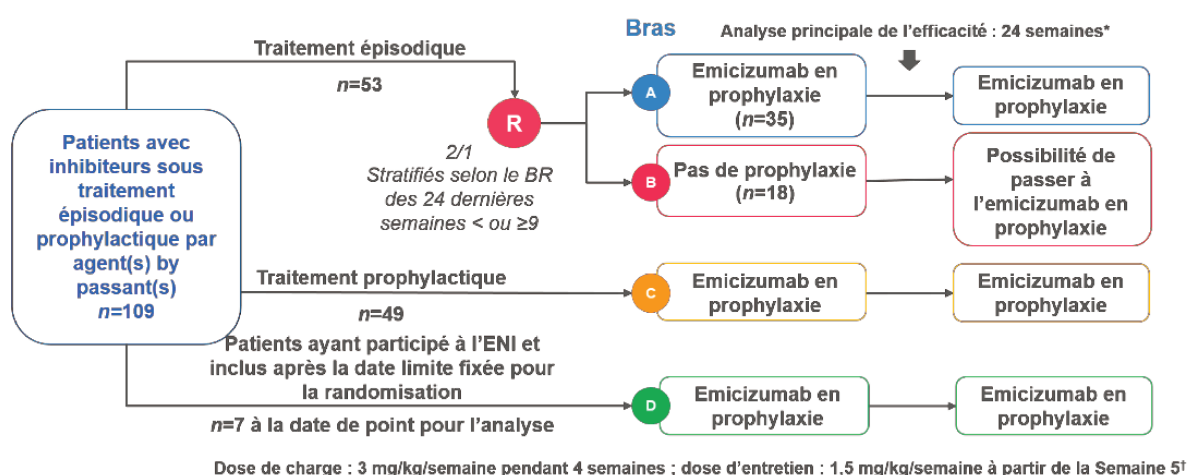 Bras
Analyse principale de l'efficacité : 24 semaines*
Traitement épisodique
n=53
Patients avec
inhibiteurs sous
traitement
épisodique ou
prophylactique par
agent(s) by
passant(s)
n=109
R
2/1
Stratifiés selon le BR
des 24 dernières
semaines < ou ≥9
A
Emicizumab en
prophylaxie
(n=35)
Emicizumab en
prophylaxie
B
Pas de prophylaxie
(n=18)
Possibilité de
passer à
l'emicizumab en
prophylaxie
Traitement prophylactique
n=49
C
Emicizumab en
prophylaxie
Emicizumab en
prophylaxie
Patients ayant participé à l'ENI et
inclus après la date limite fixée pour
la randomisation
n=7 à la date de point pour l'analyse
D
Emicizumab en
prophylaxie
Emicizumab en
prophylaxie
Dose de charge : 3 mg/kg/semaine pendant 4 semaines ; dose d'entretien : 1,5 mg/kg/semaine à partir de la Semaine 5†